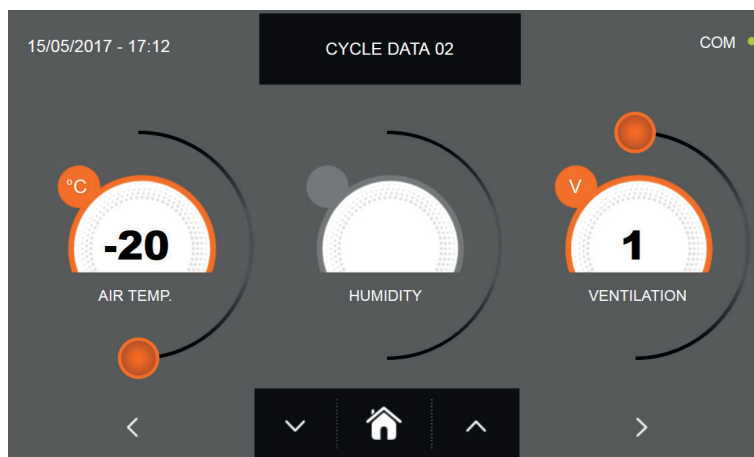 15/05/2017 - 17:12
CYCLE DATA 02
COM
°C
V
-20
1
AIR TEMP.
HUMIDITY
VENTILATION